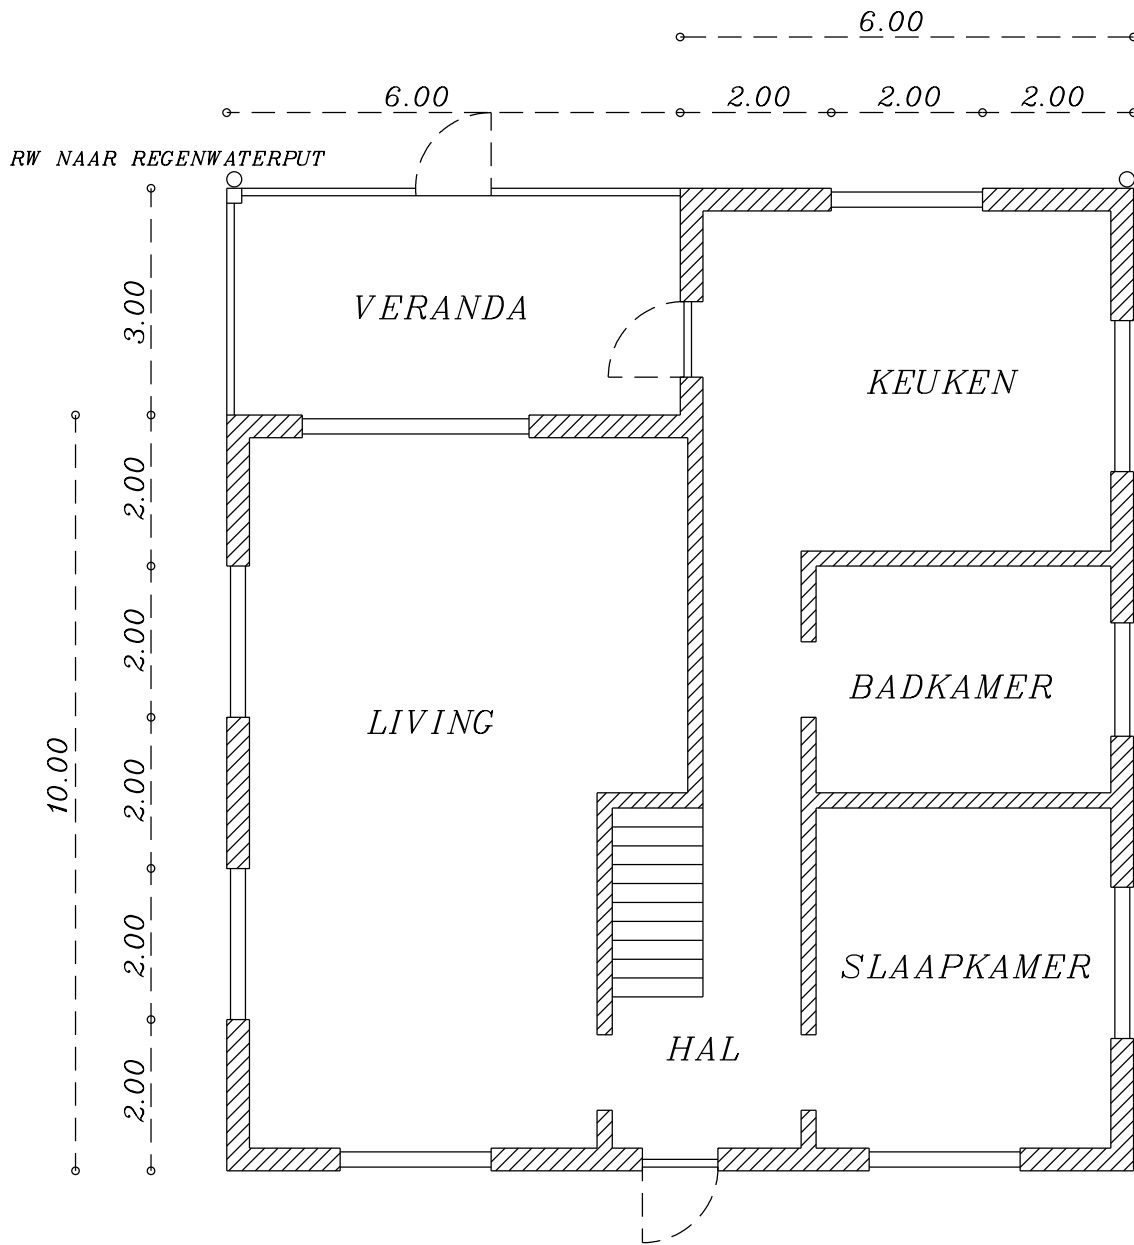 6.00
6.00 2.00 2.00 2.00
RW NAAR REGENWATERPUT
3.00
VERANDA
KEUKEN
2.00
2.00
BADKAMER
LIVING
10.00
2.00
2.00
SLAAPKAMER
HAL
2.00